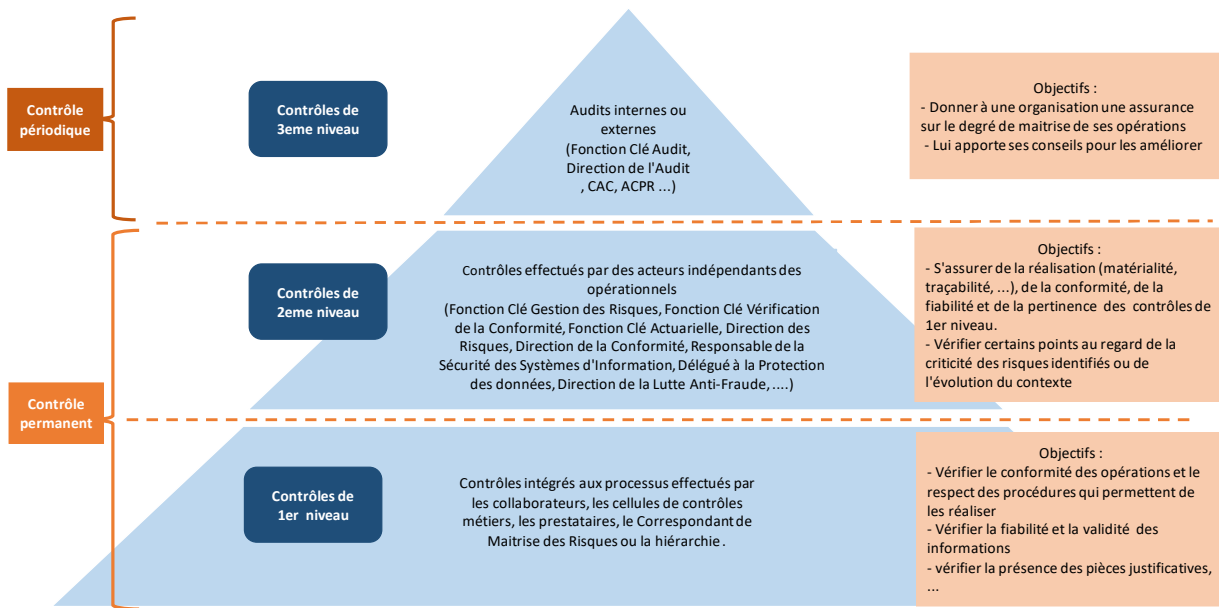 Contrôle
périodique
Contrôles de
3eme niveau
Audits internes ou
externes
(Fonction Clé Audit,
Direction de l'Audit
, CAC, ACPR ...)
Objectifs :
- Donner à une organisation une assurance
sur le degré de maitrise de ses opérations
- Lui apporte ses conseils pour les améliorer
Contrôle
permanent
Contrôles de
2eme niveau
Contrôles effectués par des acteurs indépendants des
opérationnels
(Fonction Clé Gestion des Risques, Fonction Clé Vérification
de la Conformité, Fonction Clé Actuarielle, Direction des
Risques, Direction de la Conformité, Responsable de la
Sécurité des Systèmes d'Information, Délégué à la Protection
des données, Direction de la Lutte Anti-Fraude, ....)
Objectifs :
- S'assurer de la réalisation (matérialité,
traçabilité, ...), de la conformité, de la
fiabilité et de la pertinence des contrôles de
1er niveau.
- Vérifier certains points au regard de la
criticité des risques identifiés ou de
l'évolution du contexte
Contrôles de
1er niveau
Contrôles intégrés aux processus effectués par
les collaborateurs, les cellules de contrôles
métiers, les prestataires, le Correspondant de
Maitrise des Risques ou la hiérarchie .
Objectifs :
- Vérifier le conformité des opérations et le
respect des procédures qui permettent de
les réaliser
- Vérifier la fiabilité et la validité des
informations
- vérifier la présence des pièces justificatives,
...